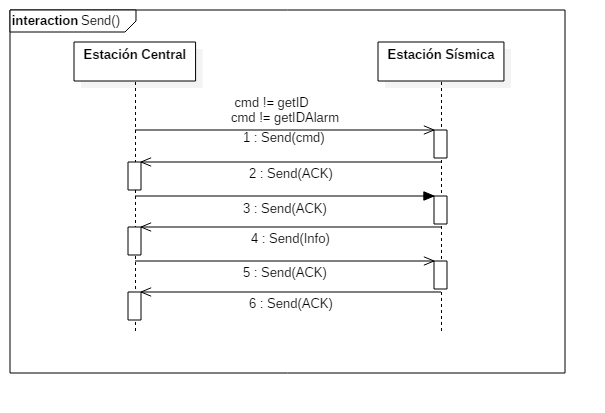 interaction Send()
Estación Central
Estación Sísmica
cmd != getID
cmd != getIDAlarm
1 : Send(cmd)
2 : Send(ACK)
3 : Send(ACK)
4 : Send(Info)
5 : Send(ACK)
6 : Send(ACK)